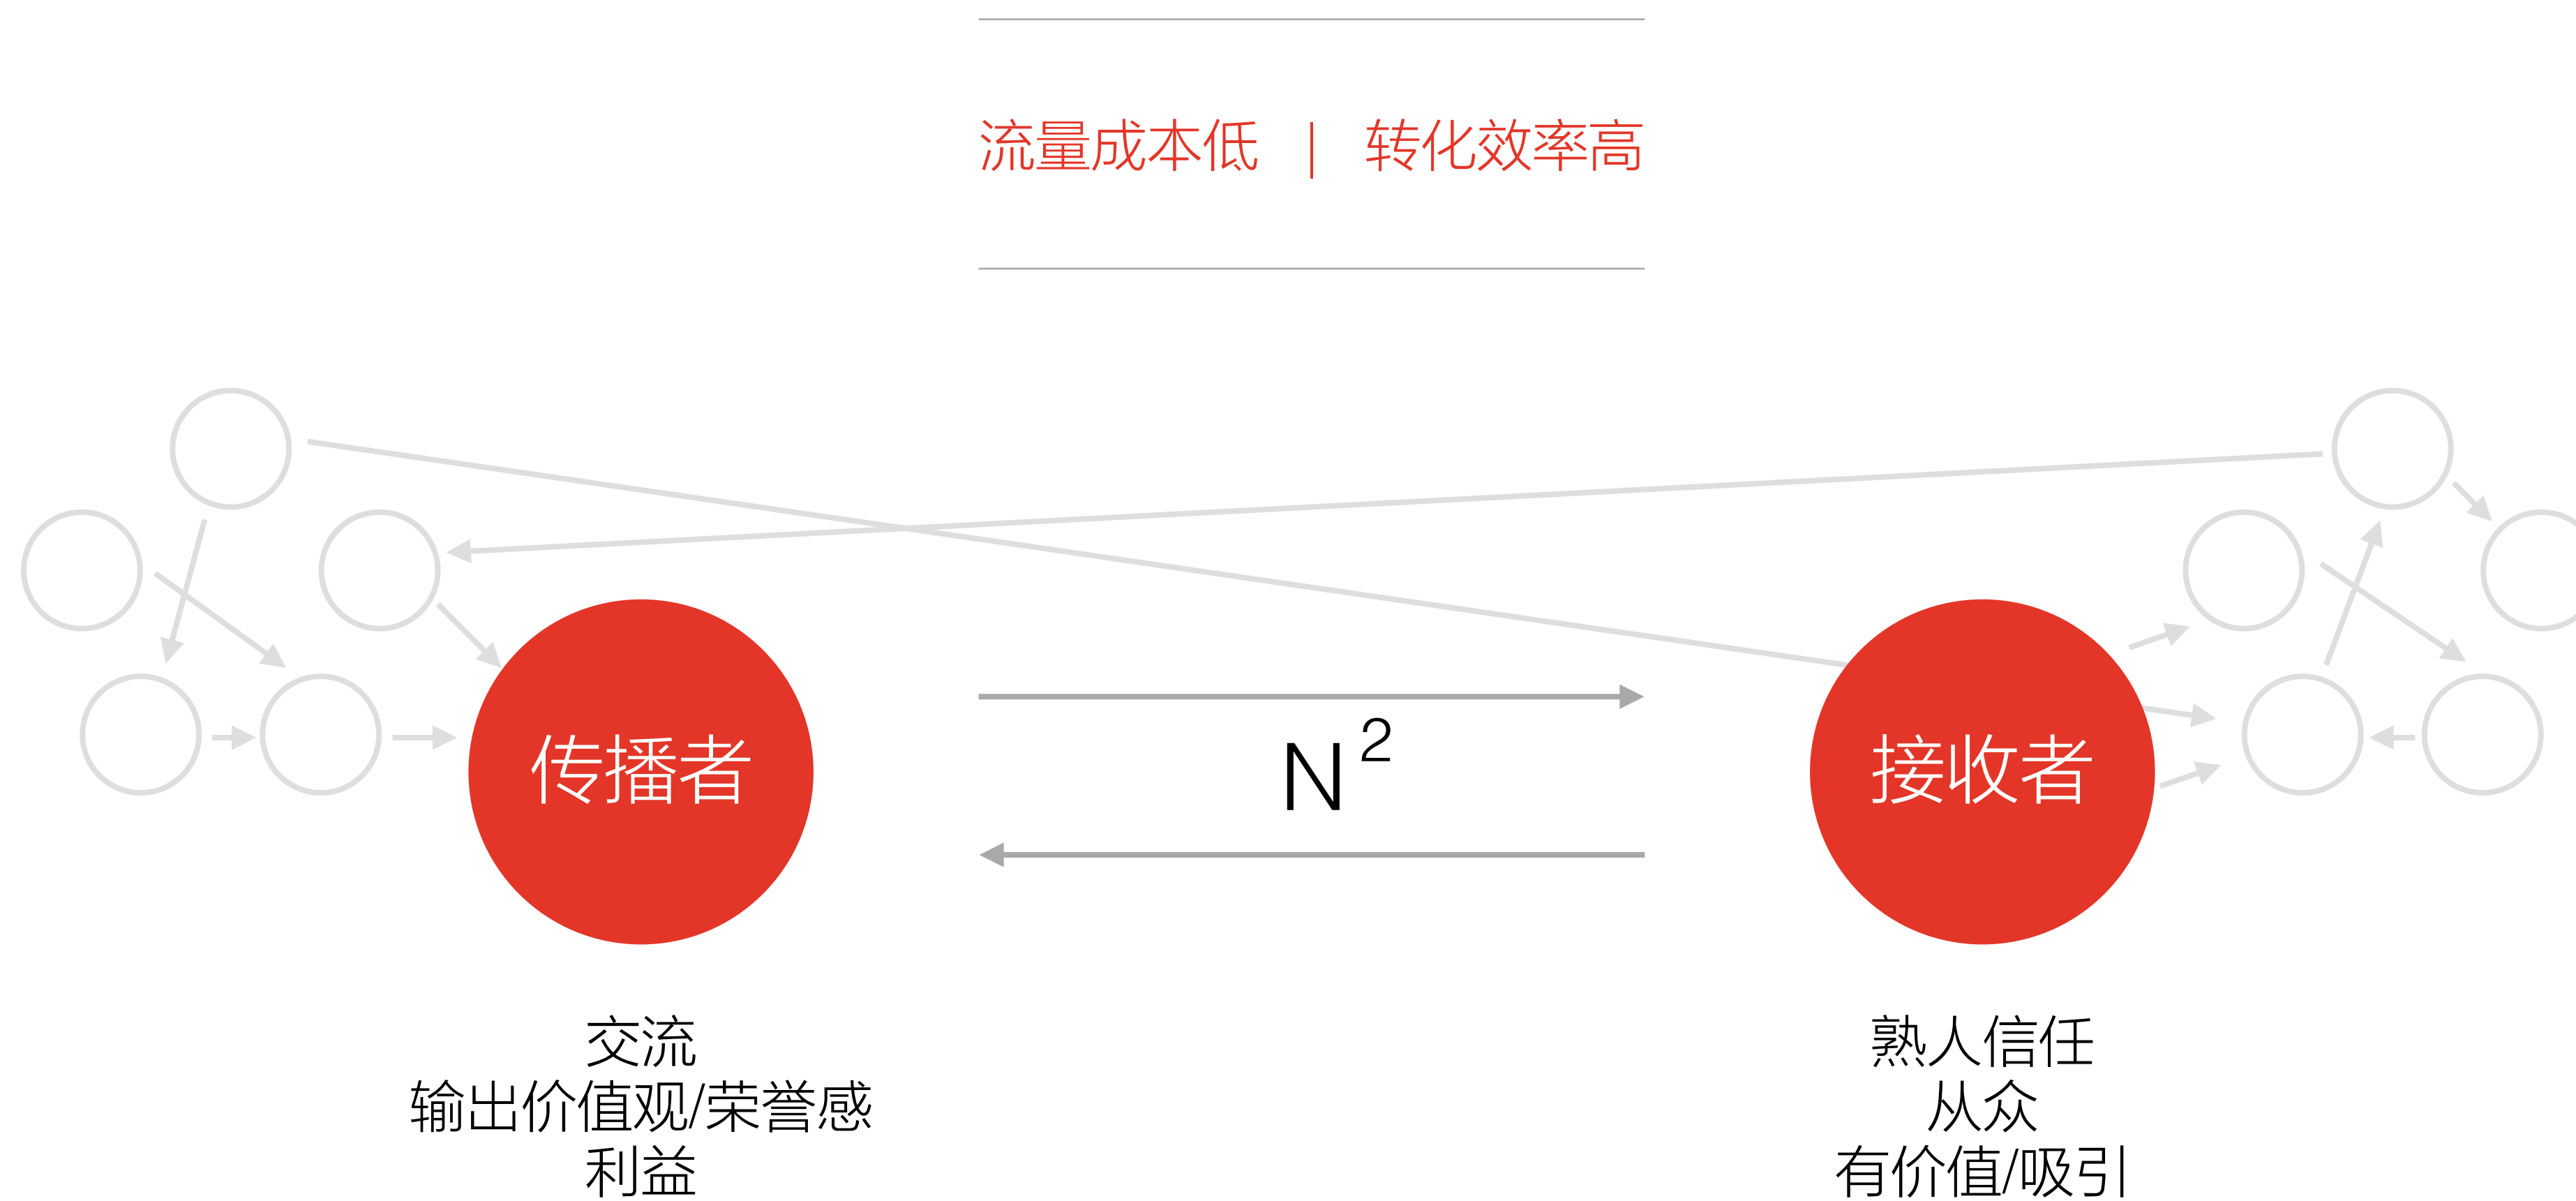 流量成本低 | 转化效率高
传播者
N²
接收者
交流
输出价值观/荣誉感
利益
熟人信任
从众
有价值/吸引